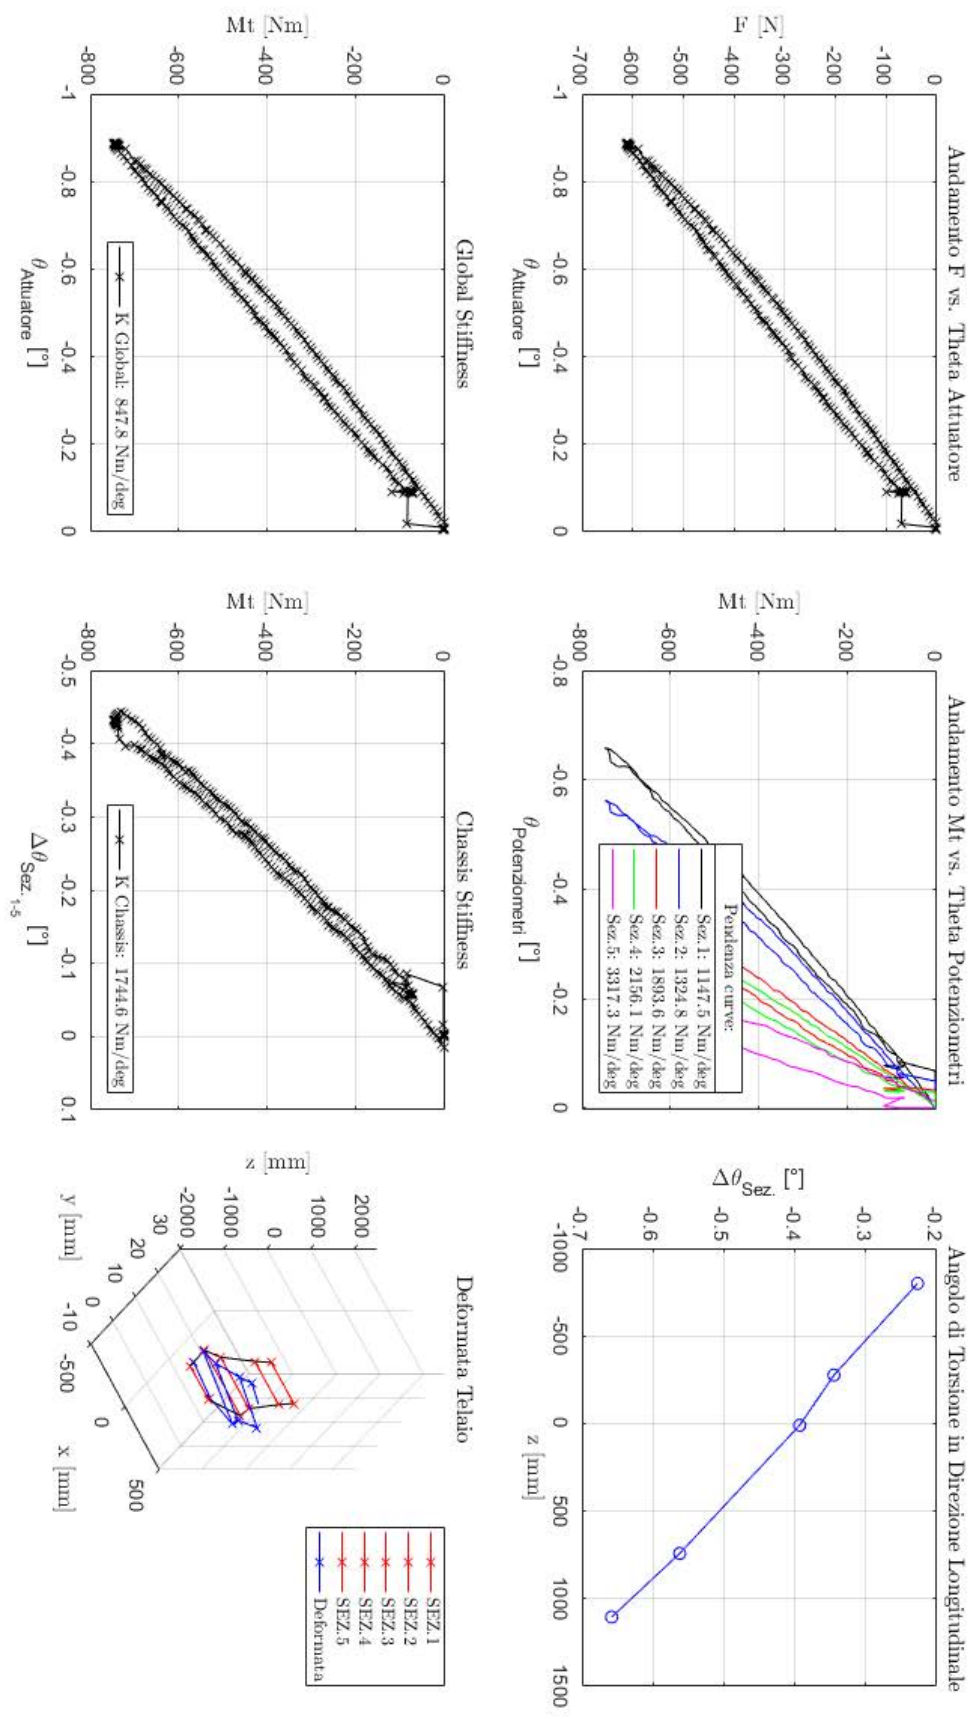 Andamento F vs. Theta Attuatore
F [N]
0
-100
-200
-300
-400
-500
-600
-700
-1
-0.8
-0.6
-0.4
-0.2
0
θAttuatore [°]
Andamento Mt vs. Theta Potenziometri
Mt [Nm]
0
-200
-400
-600
-800
-0.8
-0.6
-0.4
-0.2
0
θPotenziometri [°]
Pendenza curve:
Sez.1: 1147.5 Nm/deg
Sez.2: 1324.8 Nm/deg
Sez.3: 1893.6 Nm/deg
Sez.4: 2156.1 Nm/deg
Sez.5: 3317.3 Nm/deg
Angolo di Torsione in Direzione Longitudinale
ΔθSez. [°]
-0.2
-0.3
-0.4
-0.5
-0.6
-0.7
-1000
-500
0
500
1000
1500
z [mm]
Global Stiffness
Mt [Nm]
0
-200
-400
-600
-800
-1
-0.8
-0.6
-0.4
-0.2
0
θAttuatore [°]
K Global: 847.8 Nm/deg
Chassis Stiffness
Mt [Nm]
0
-200
-400
-600
-800
-0.5
-0.4
-0.3
-0.2
-0.1
0
0.1
ΔθSez. 1-5 [°]
K Chassis: 1744.6 Nm/deg
Deformata Telaio
z [mm]
2000
1000
0
-1000
-2000
30
20
10
0
-10
y [mm]
-500
0
500
x [mm]
SEZ.1
SEZ.2
SEZ.3
SEZ.4
SEZ.5
Deformata